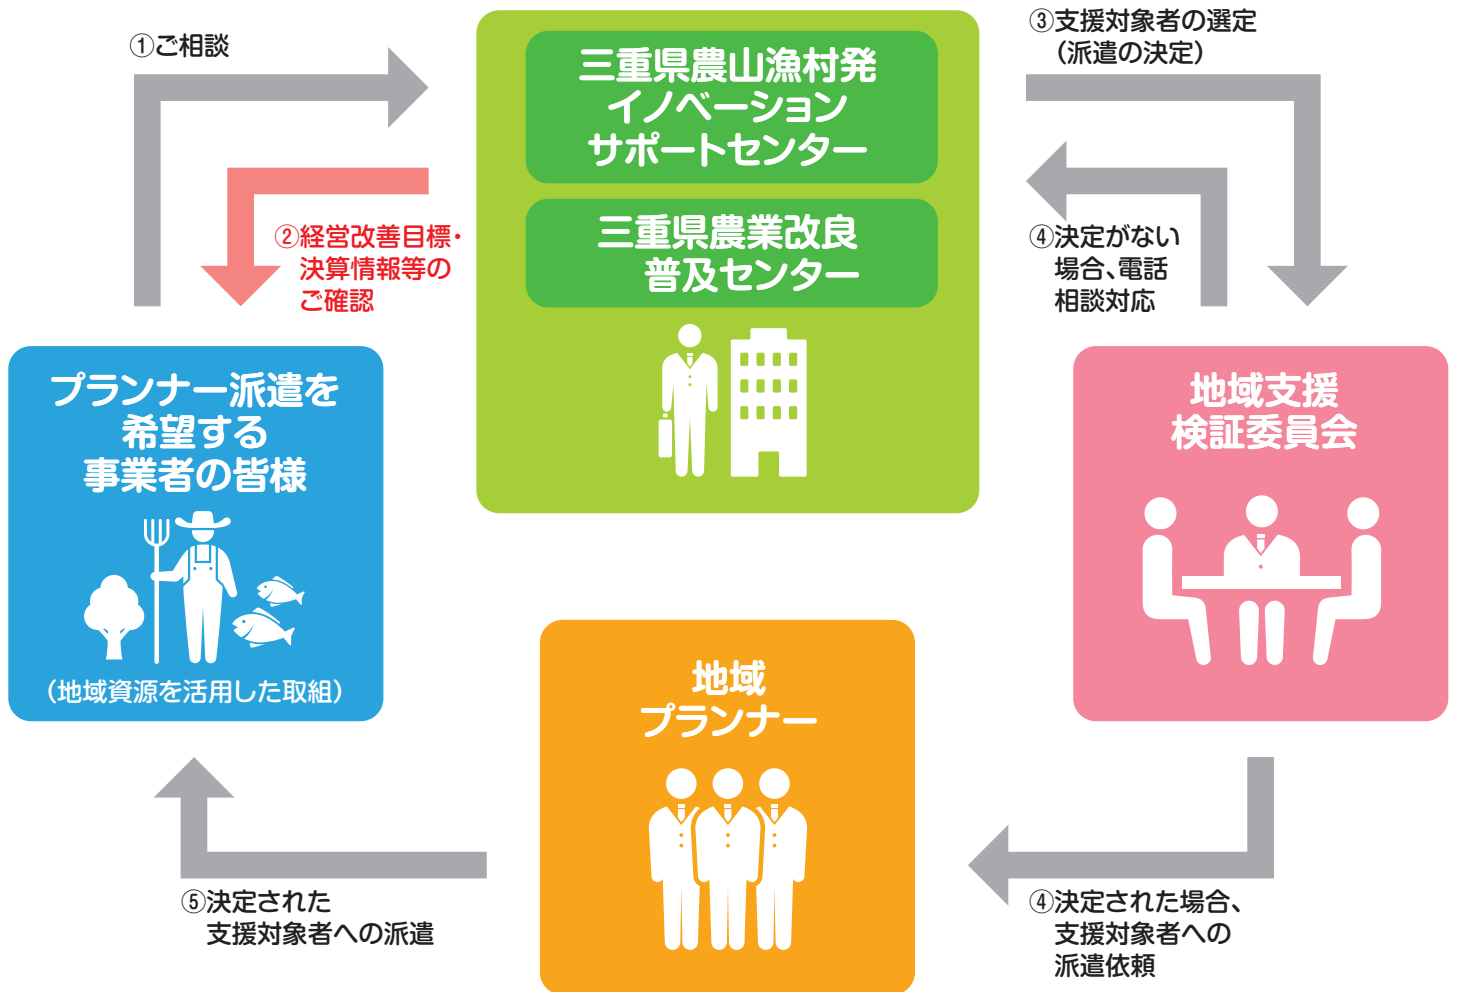 ①ご相談
三重県農山漁村発
イノベーション
サポートセンター
三重県農業改良
普及センター
②経営改善目標・
決算情報等の
ご確認
③支援対象者の選定
（派遣の決定）
④決定がない
場合、電話
相談対応
プランナー派遣を
希望する
事業者の皆様
（地域資源を活用した取組）
地域支援
検証委員会
地域
プランナー
④決定された場合、
支援対象者への
派遣依頼
⑤決定された
支援対象者への派遣